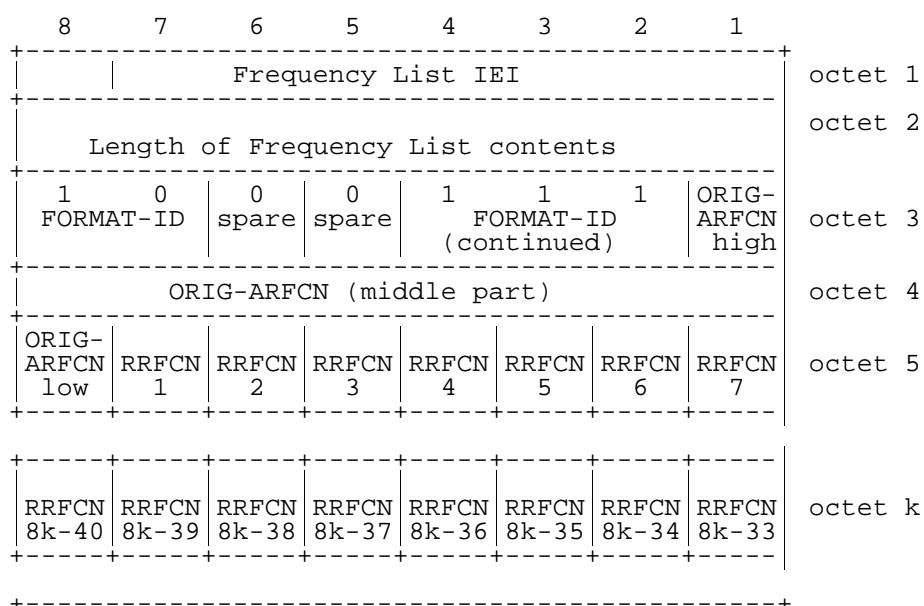 8 7 6 5 4 3 2 1
Frequency List IEI octet 1
octet 2
Length of Frequency List contents
1 0 0 0 1 1 1 ORIG-
FORMAT-ID spare spare FORMAT-ID ARFCN octet 3
(continued) high
ORIG-ARFCN (middle part) octet 4
ORIG-
ARFCN RRFCN RRFCN RRFCN RRFCN RRFCN RRFCN RRFCN octet 5
low 1 2 3 4 5 6 7
RRFCN RRFCN RRFCN RRFCN RRFCN RRFCN RRFCN RRFCN octet k
8k-40 8k-39 8k-38 8k-37 8k-36 8k-35 8k-34 8k-33